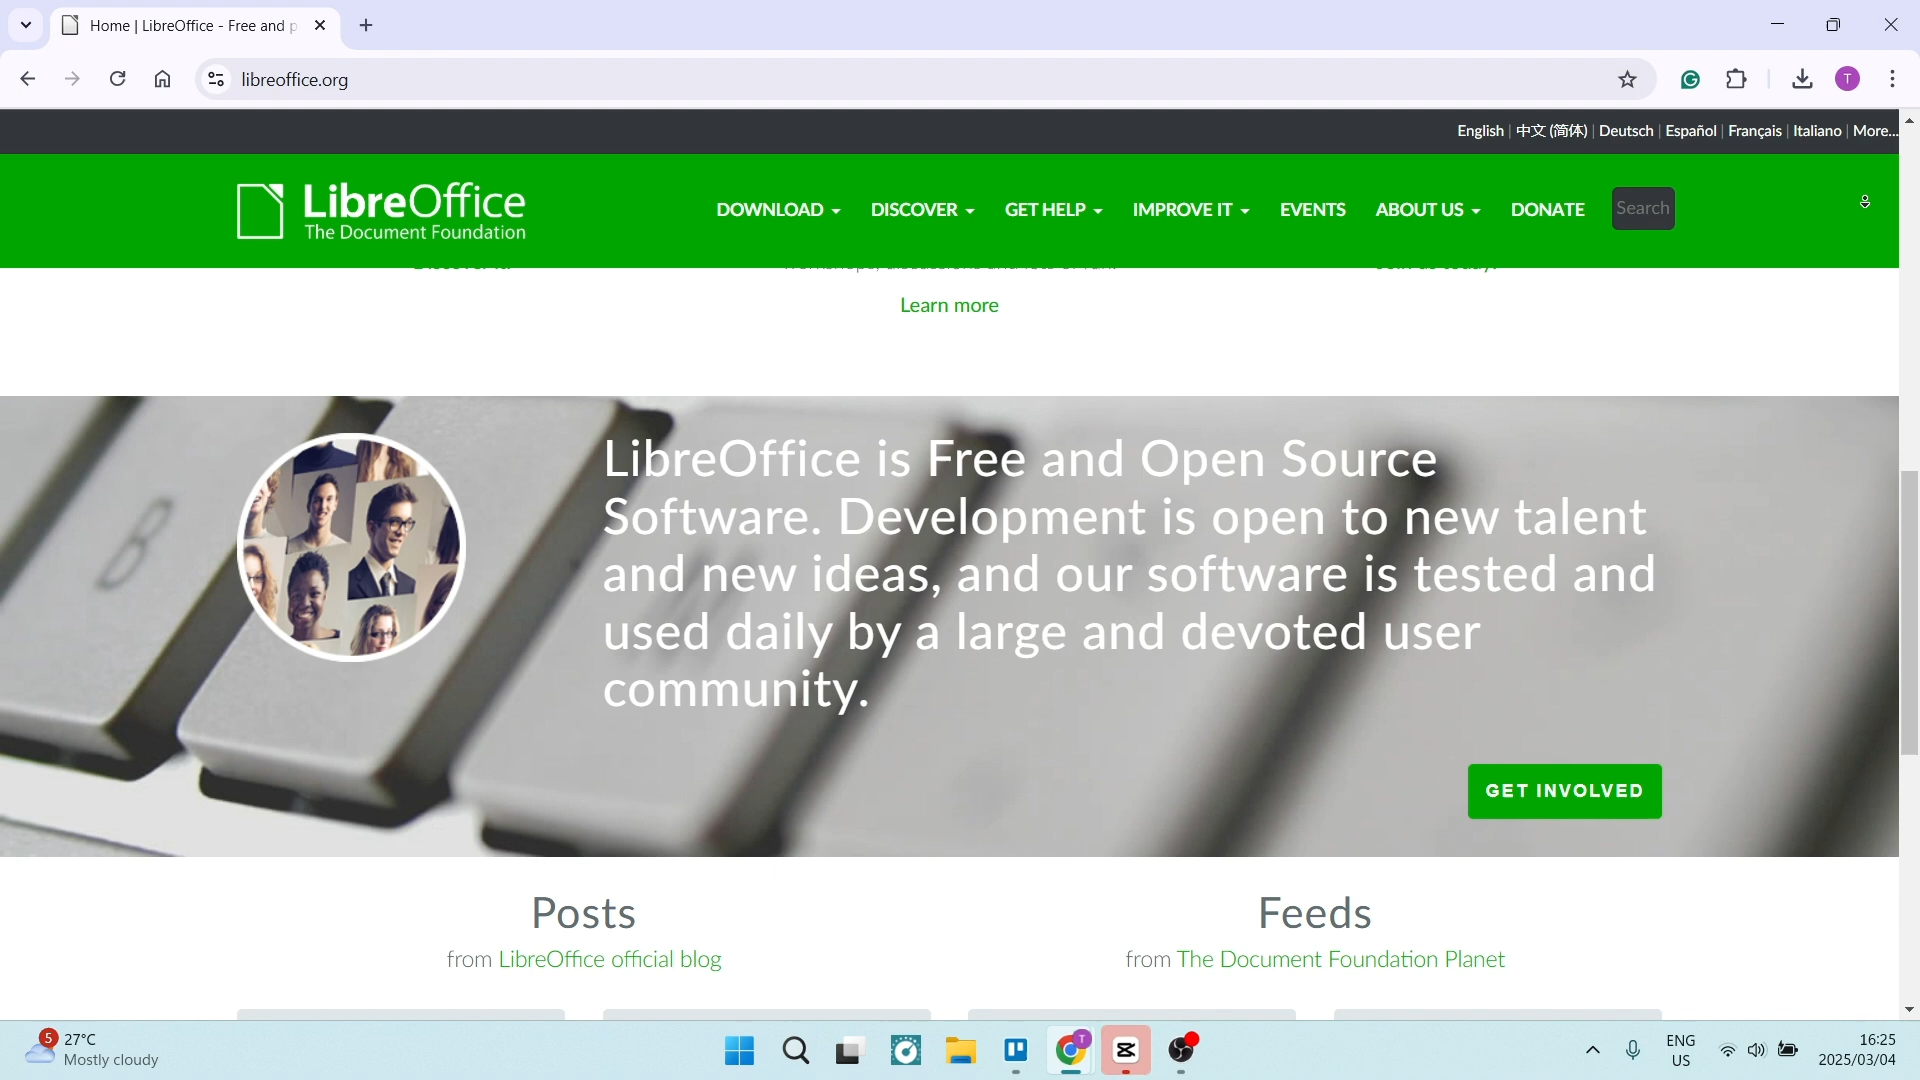 Home | LibreOffice - Free and p
libreoffice.org
T
English | 中文 (简体) | Deutsch | Español | Français | Italiano | More...
LibreOffice
The Document Foundation
DOWNLOAD DISCOVER GET HELP IMPROVE IT EVENTS ABOUT US DONATE Search
Learn more
LibreOffice is Free and Open Source
Software. Development is open to new talent
and new ideas, and our software is tested and
used daily by a large and devoted user
community.
B
GET INVOLVED
Posts
from LibreOffice official blog
Feeds
from The Document Foundation Planet
5
27°C
Mostly cloudy
T
ENG
US
16:25
2025/03/04